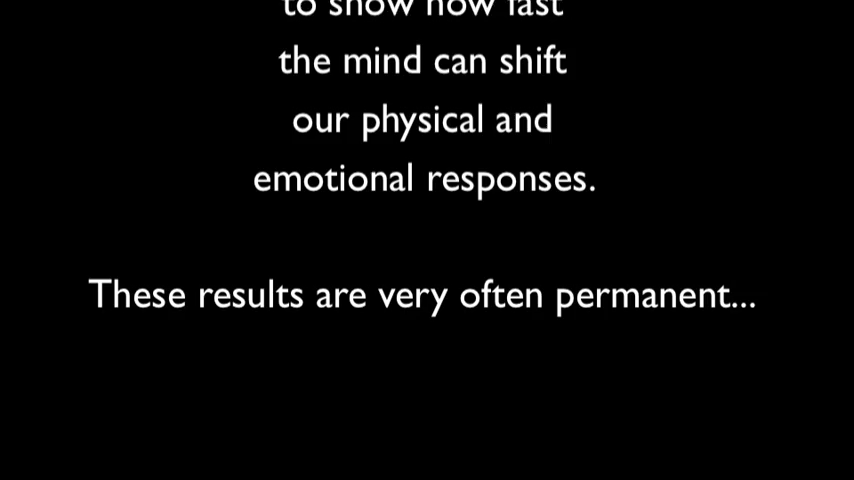 to show how fast
the mind can shift
our physical and
emotional responses.
These results are very often permanent...